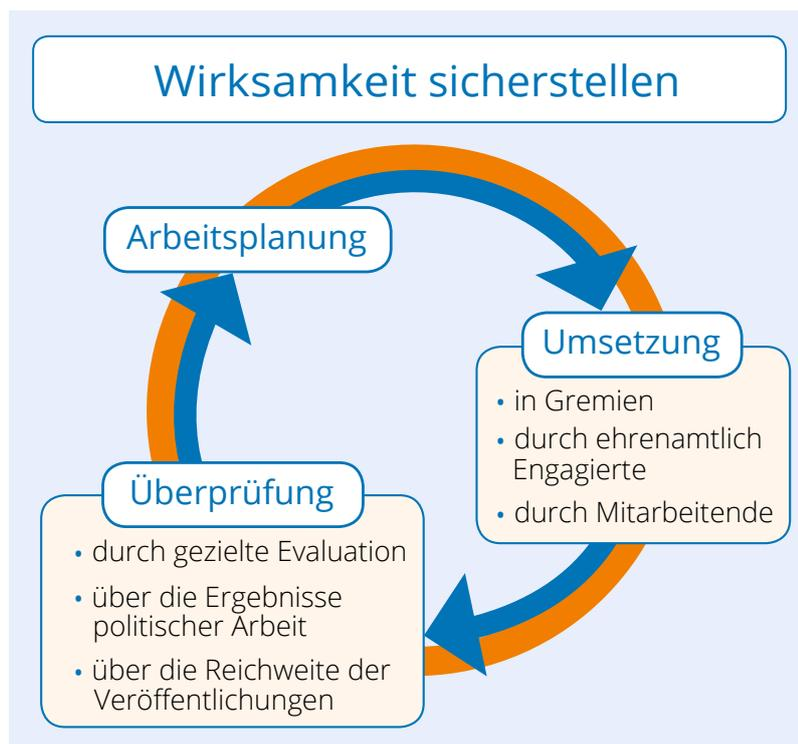 Wirksamkeit sicherstellen
Arbeitsplanung
Umsetzung
• in Gremien
• durch ehrenamtlich
Engagierte
• durch Mitarbeitende
Überprüfung
• durch gezielte Evaluation
• über die Ergebnisse
politischer Arbeit
• über die Reichweite der
Veröffentlichungen